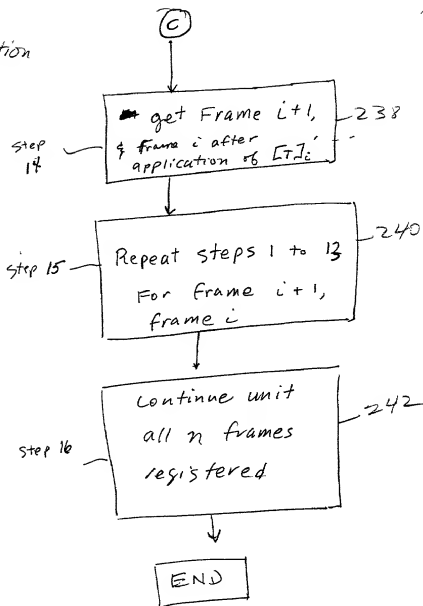 C
tion
get Frame i+1,
& frame i after
application of [T]i'
238
step
14
Repeat steps 1 to 13
For frame i+1,
frame i
240
step 15
Continue unit
all n frames
registered
242
step 16
END